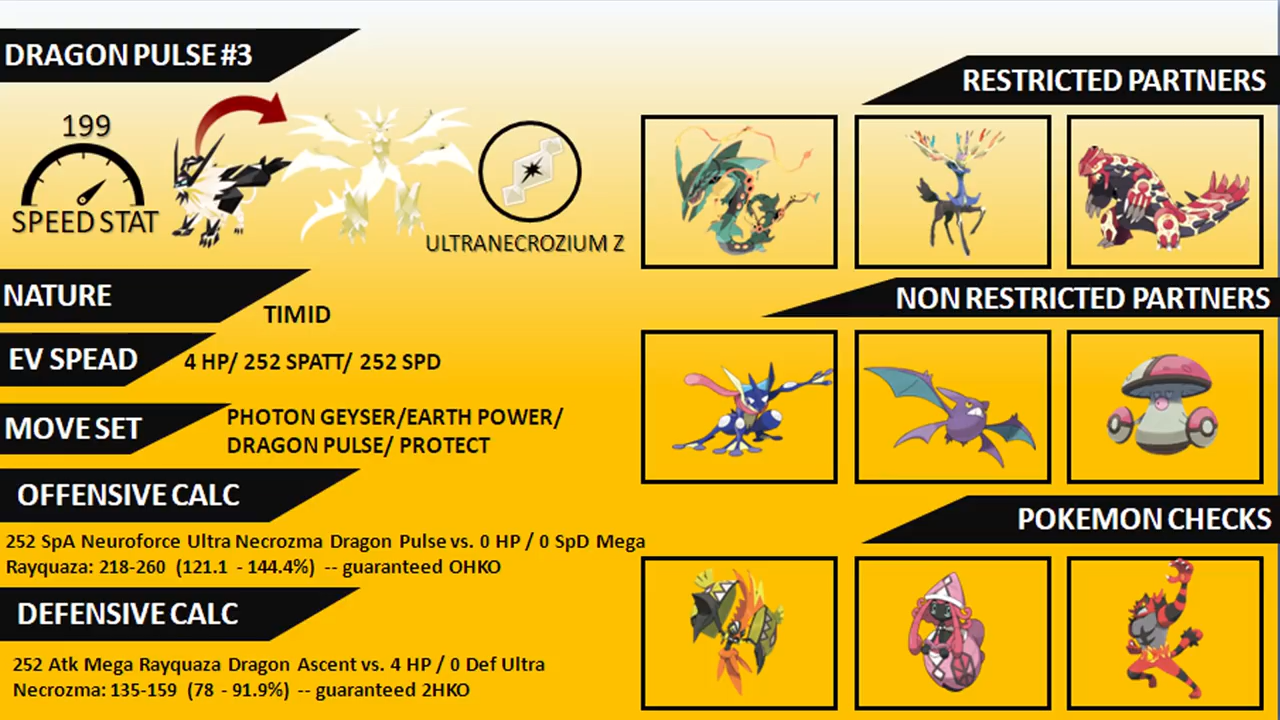 DRAGON PULSE #3
199
SPEED STAT
ULTRANECROZIUM Z
NATURE
TIMID
EV SPEAD
4 HP/ 252 SPATT/ 252 SPD
MOVE SET
PHOTON GEYSER/EARTH POWER/
DRAGON PULSE/ PROTECT
OFFENSIVE CALC
252 SpA Neuroforce Ultra Necrozma Dragon Pulse vs. 0 HP / 0 SpD Mega
Rayquaza: 218-260 (121.1 - 144.4%) -- guaranteed OHKO
DEFENSIVE CALC
252 Atk Mega Rayquaza Dragon Ascent vs. 4 HP / 0 Def Ultra
Necrozma: 135-159 (78 - 91.9%) -- guaranteed 2HKO
RESTRICTED PARTNERS
NON RESTRICTED PARTNERS
POKEMON CHECKS